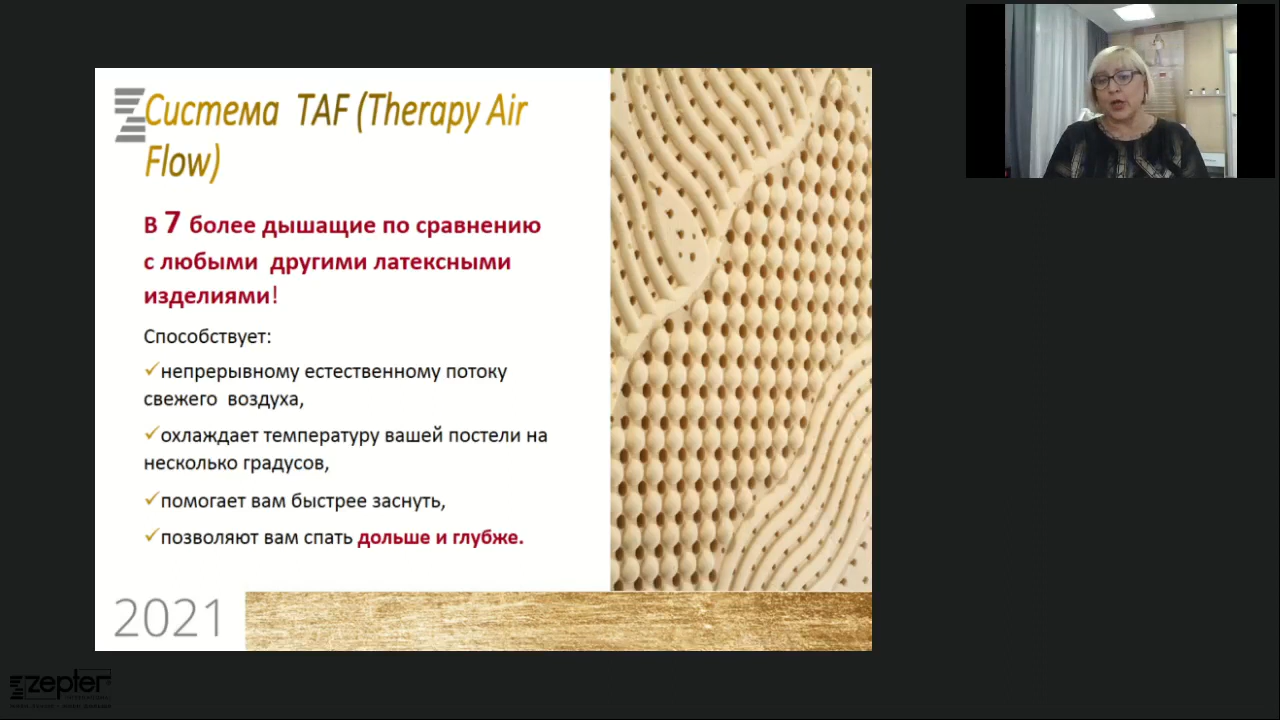 Система TAF (Therapy Air
Flow)
В 7 более дышащие по сравнению
с любыми другими латексными
изделиями!
Способствует:
✓непрерывному естественному потоку
свежего воздуха,
✓охлаждает температуру вашей постели на
несколько градусов,
✓помогает вам быстрее заснуть,
✓позволяют вам спать дольше и глубже.
2021
zepter